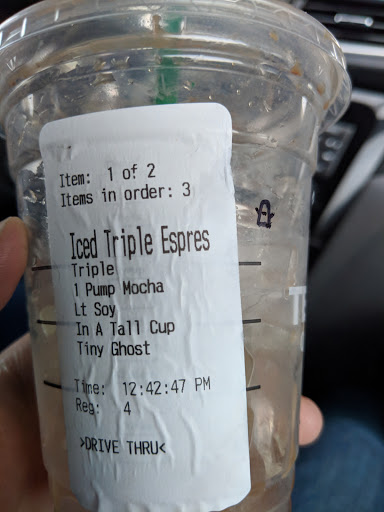 Item: 1 of 2
Items in order: 3
Iced Triple Espres
Triple
1 Pump Mocha
Lt Soy
In A Tall Cup
Tiny Ghost
Time: 12:42:47 PM
Reg: 4
>DRIVE THRU<
T